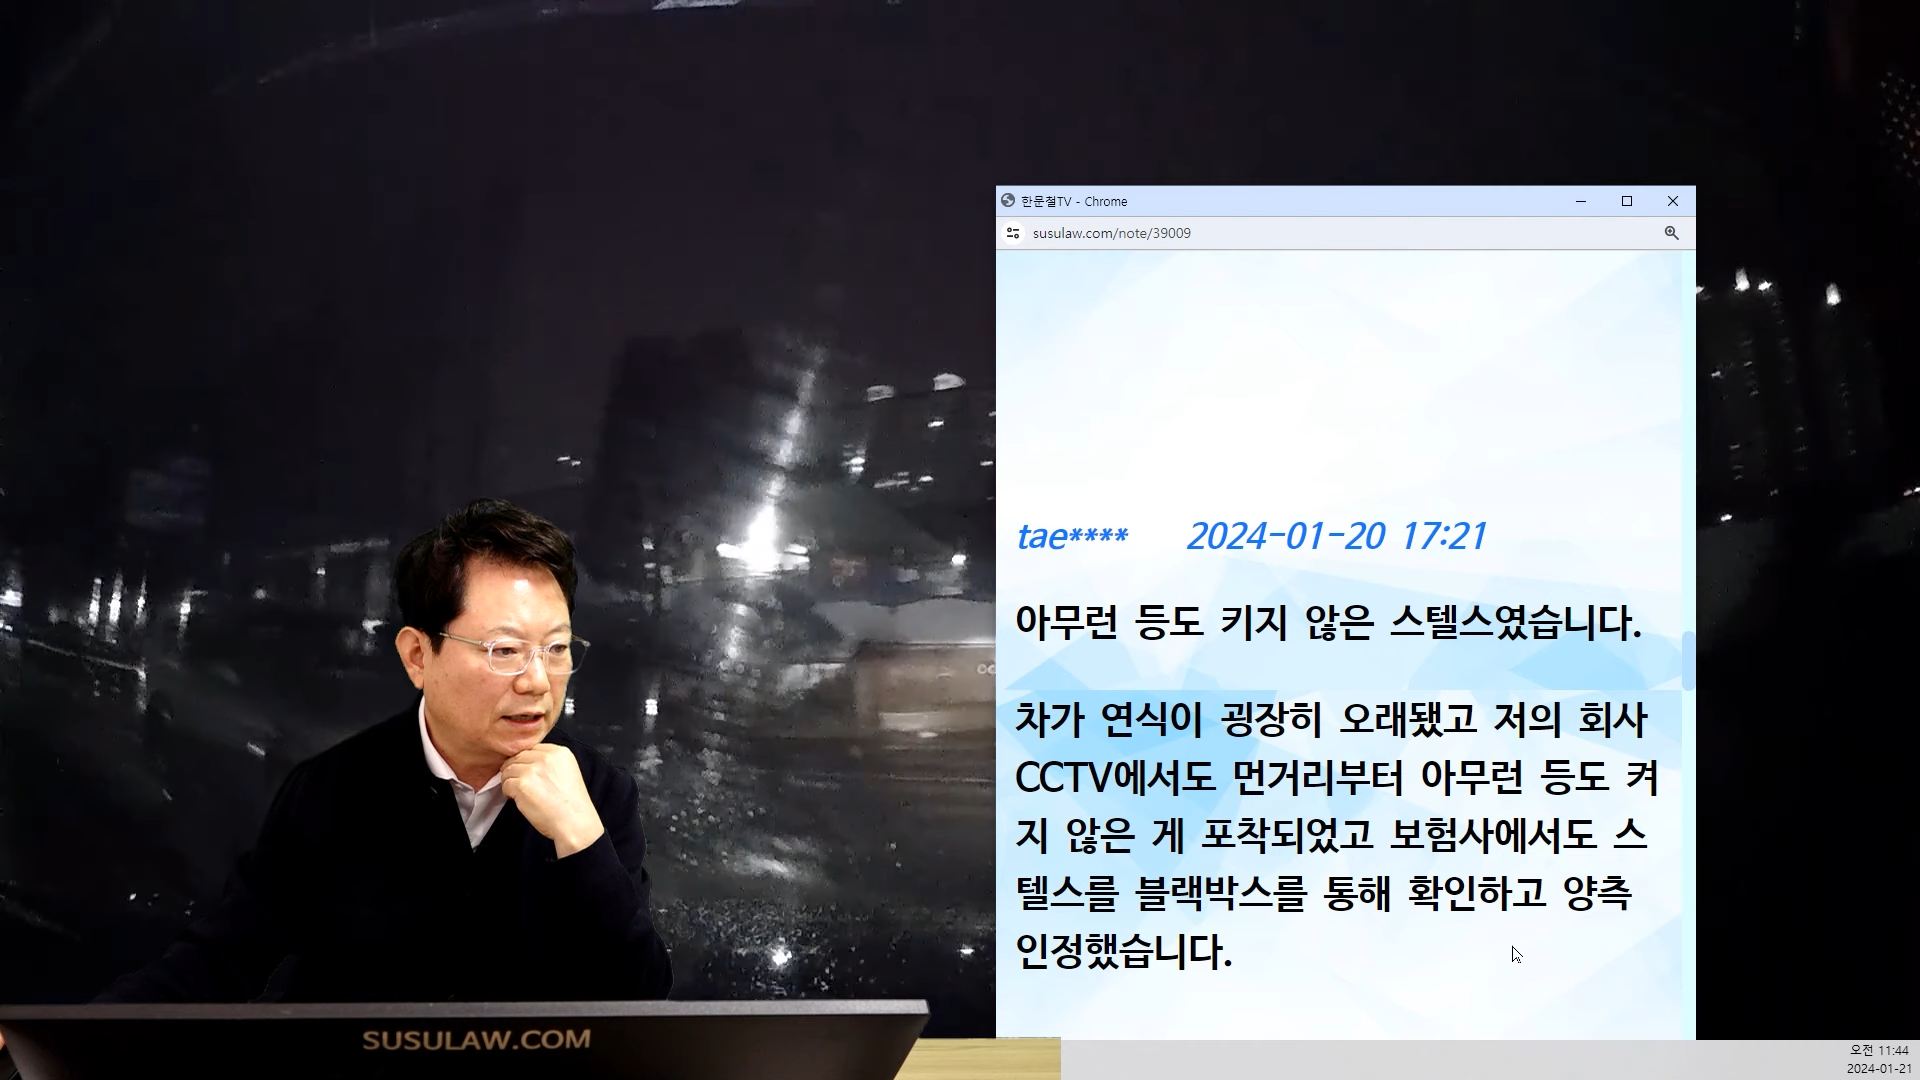 한문철TV - Chrome
susulaw.com/note/39009
tae**** 2024-01-20 17:21
아무런 등도 키지 않은 스텔스였습니다.
차가 연식이 굉장히 오래됐고 저의 회사
CCTV에서도 먼거리부터 아무런 등도 켜
지 않은 게 포착되었고 보험사에서도 스
텔스를 블랙박스를 통해 확인하고 양측
인정했습니다.
SUSULAW.COM
오전 11:44
2024-01-21